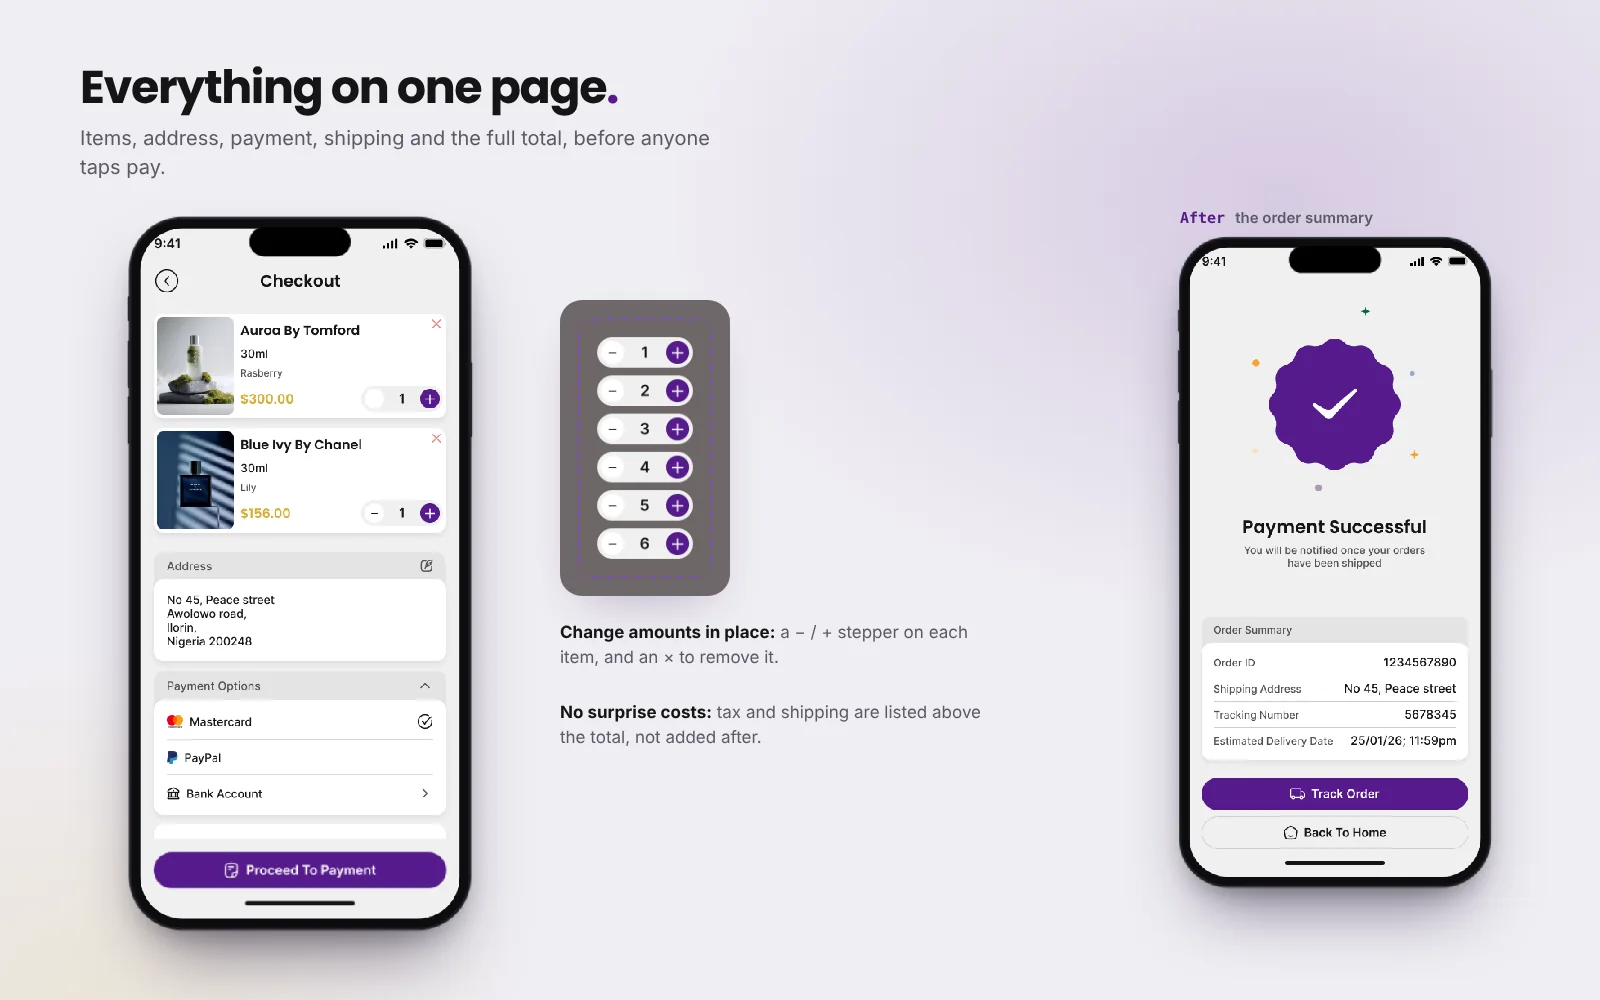 Everything on one page.
Items, address, payment, shipping and the full total, before anyone
taps pay.
9:41
Checkout
Auroa By Tomford
30ml
Rasberry
$300.00
1 +
Blue Ivy By Chanel
30ml
Lily
$156.00
− 1 +
Address
No 45, Peace street
Awolowo road,
Ilorin,
Nigeria 200248
Payment Options
Mastercard
PayPal
Bank Account
Proceed To Payment
− 1 +
− 2 +
− 3 +
− 4 +
− 5 +
− 6 +
Change amounts in place: a − / + stepper on each
item, and an × to remove it.
No surprise costs: tax and shipping are listed above
the total, not added after.
After the order summary
9:41
Payment Successful
You will be notified once your orders
have been shipped
Order Summary
Order ID 1234567890
Shipping Address No 45, Peace street
Tracking Number 5678345
Estimated Delivery Date 25/01/26; 11:59pm
Track Order
Back To Home